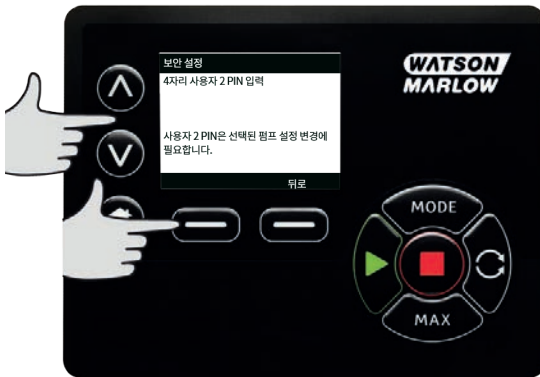 보안 설정
4자리 사용자 2 PIN 입력
사용자 2 PIN은 선택된 펌프 설정 변경에
필요합니다.
뒤로
WATSON
MARLOW
MODE
MAX